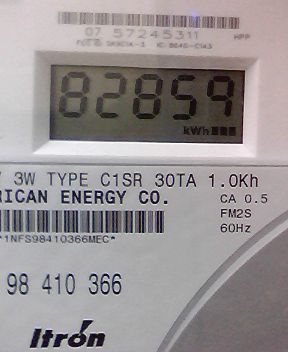 07 57245311 HPP
82859
kWh
3W TYPE C1SR 30TA 1.0Kh
RICAN ENERGY CO. CA 0.5
FM2S
*1NFS98410366MEC* 60Hz
98 410 366
Itron